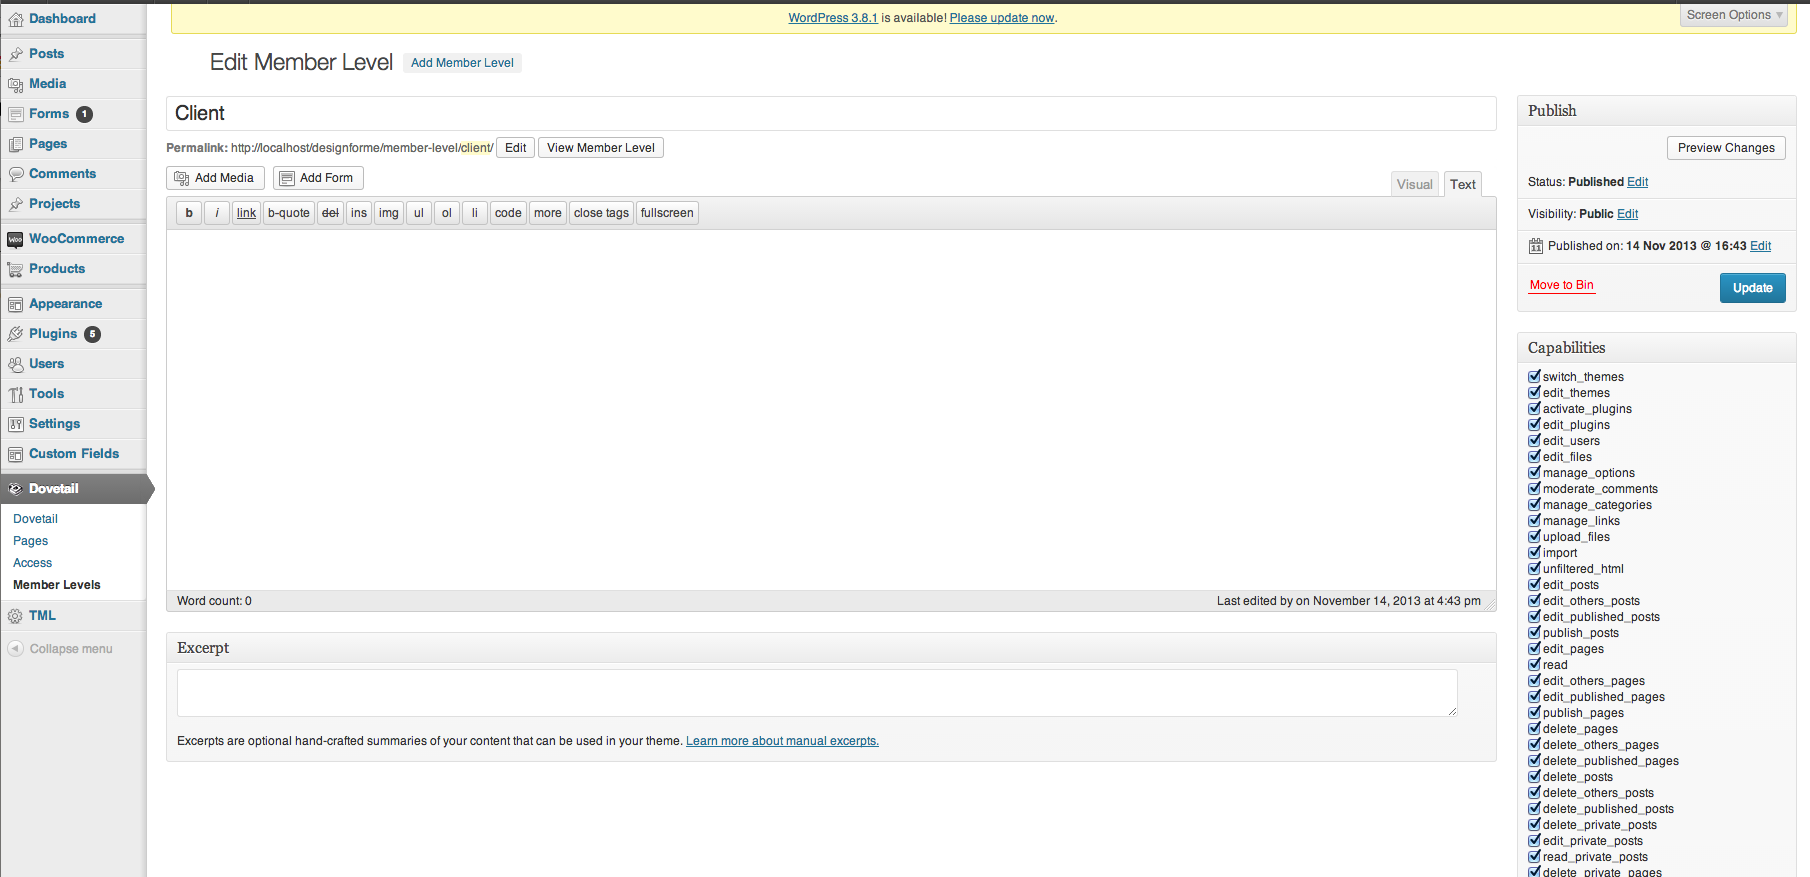 WordPress 3.8.1 is available! Please update now.
Screen Options
Dashboard
Posts
Media
Forms 1
Pages
Comments
Projects
WooCommerce
Products
Appearance
Plugins 5
Users
Tools
Settings
Custom Fields
Dovetail
Dovetail
Pages
Access
Member Levels
TML
Collapse menu
Edit Member Level Add Member Level
Client
Permalink: http://localhost/designforme/member-level/client/ Edit View Member Level
Add Media Add Form
Visual Text
b i link b-quote del ins img ul ol li code more close tags fullscreen
Word count: 0 Last edited by on November 14, 2013 at 4:43 pm
Excerpt
Excerpts are optional hand-crafted summaries of your content that can be used in your theme. Learn more about manual excerpts.
Publish
Preview Changes
Status: Published Edit
Visibility: Public Edit
11 Published on: 14 Nov 2013 @ 16:43 Edit
Move to Bin Update
Capabilities
switch_themes
edit_themes
activate_plugins
edit_plugins
edit_users
edit_files
manage_options
moderate_comments
manage_categories
manage_links
upload_files
import
unfiltered_html
edit_posts
edit_others_posts
edit_published_posts
publish_posts
edit_pages
read
edit_others_pages
edit_published_pages
publish_pages
delete_pages
delete_others_pages
delete_published_pages
delete_posts
delete_others_posts
delete_published_posts
delete_private_posts
edit_private_posts
read_private_posts
delete_private_pages